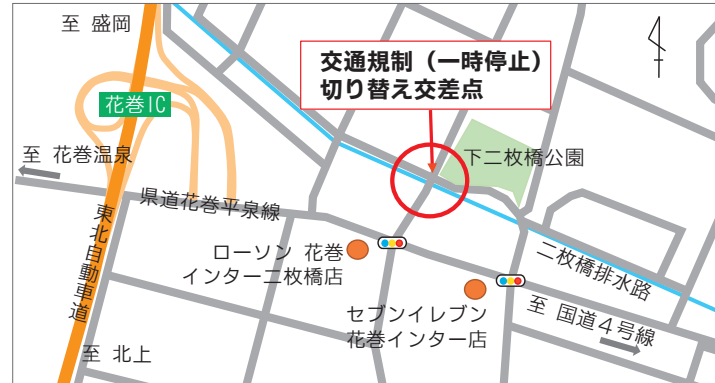 至 盛岡
交通規制（一時停止）
切り替え交差点
花巻IC
至 花巻温泉
下二枚橋公園
県道花巻平泉線
東北自動車道
ローソン 花巻
インター二枚橋店
二枚橋排水路
セブンイレブン
花巻インター店
至 国道4号線
至 北上